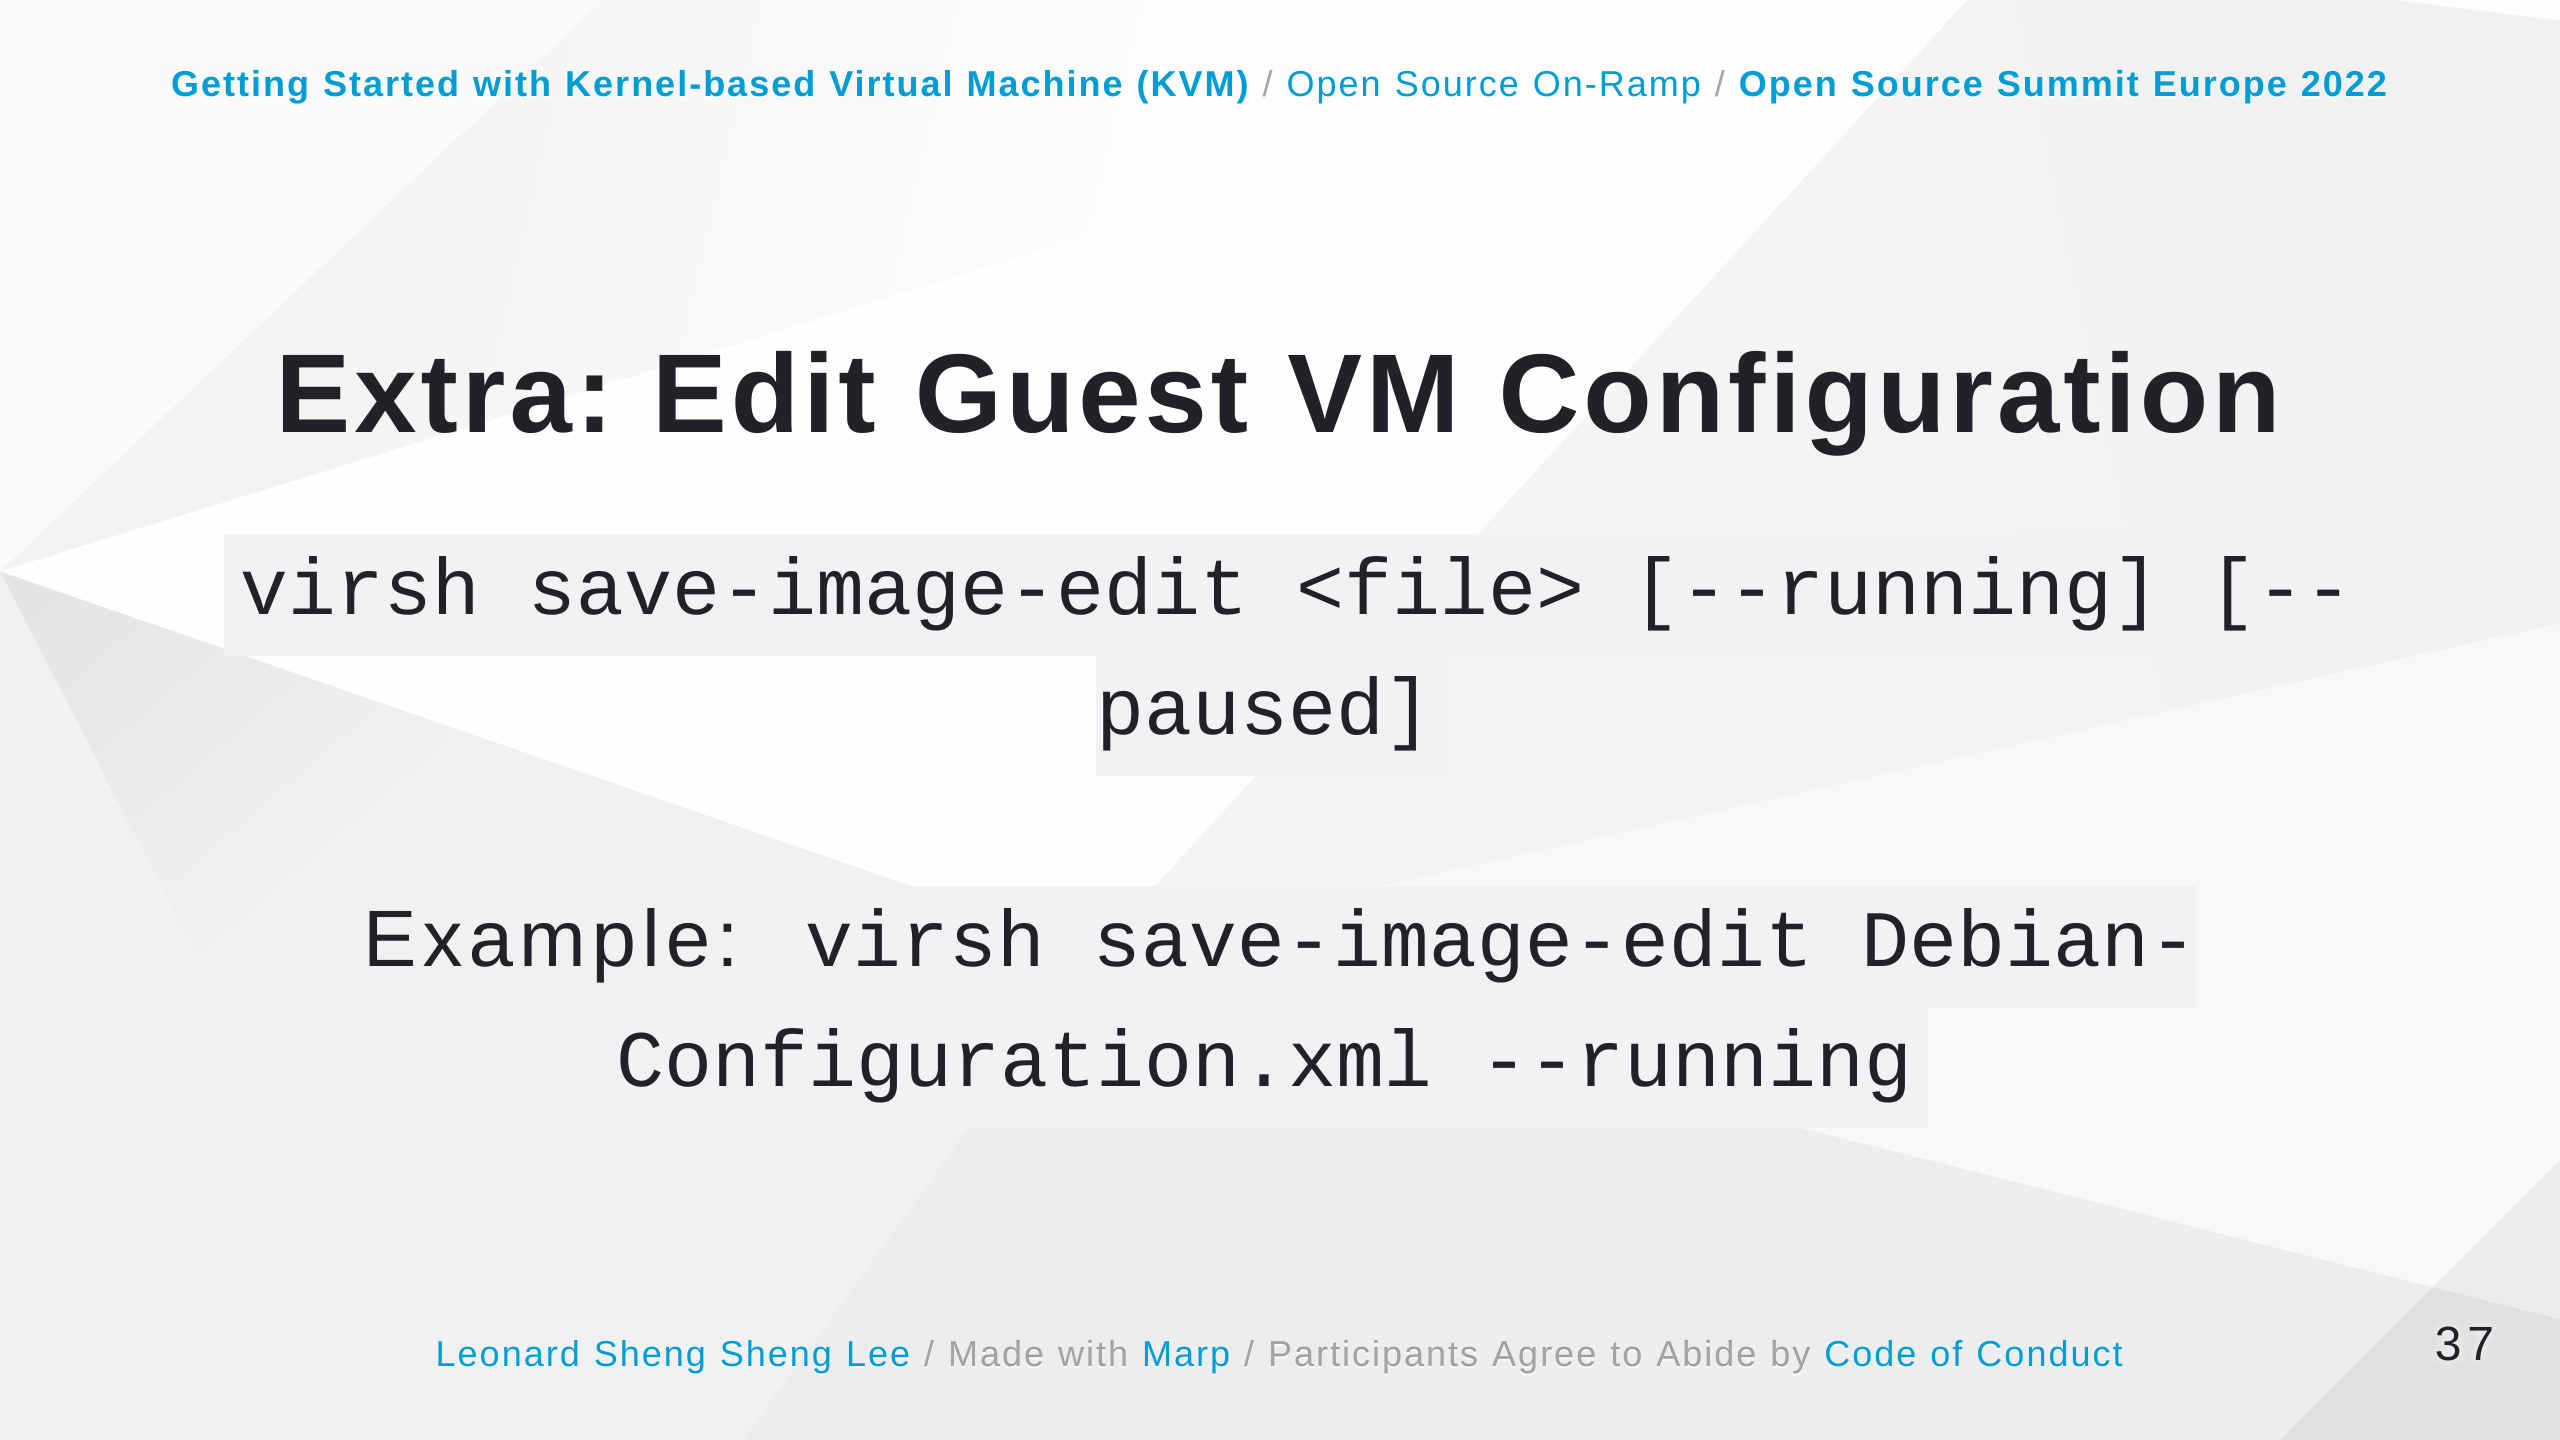 Getting Started with Kernel-based Virtual Machine (KVM) / Open Source On-Ramp / Open Source Summit Europe 2022
Extra: Edit Guest VM Configuration
virsh save-image-edit <file> [--running] [--
paused]
Example: virsh save-image-edit Debian-
Configuration.xml --running
Leonard Sheng Sheng Lee / Made with Marp / Participants Agree to Abide by Code of Conduct
37